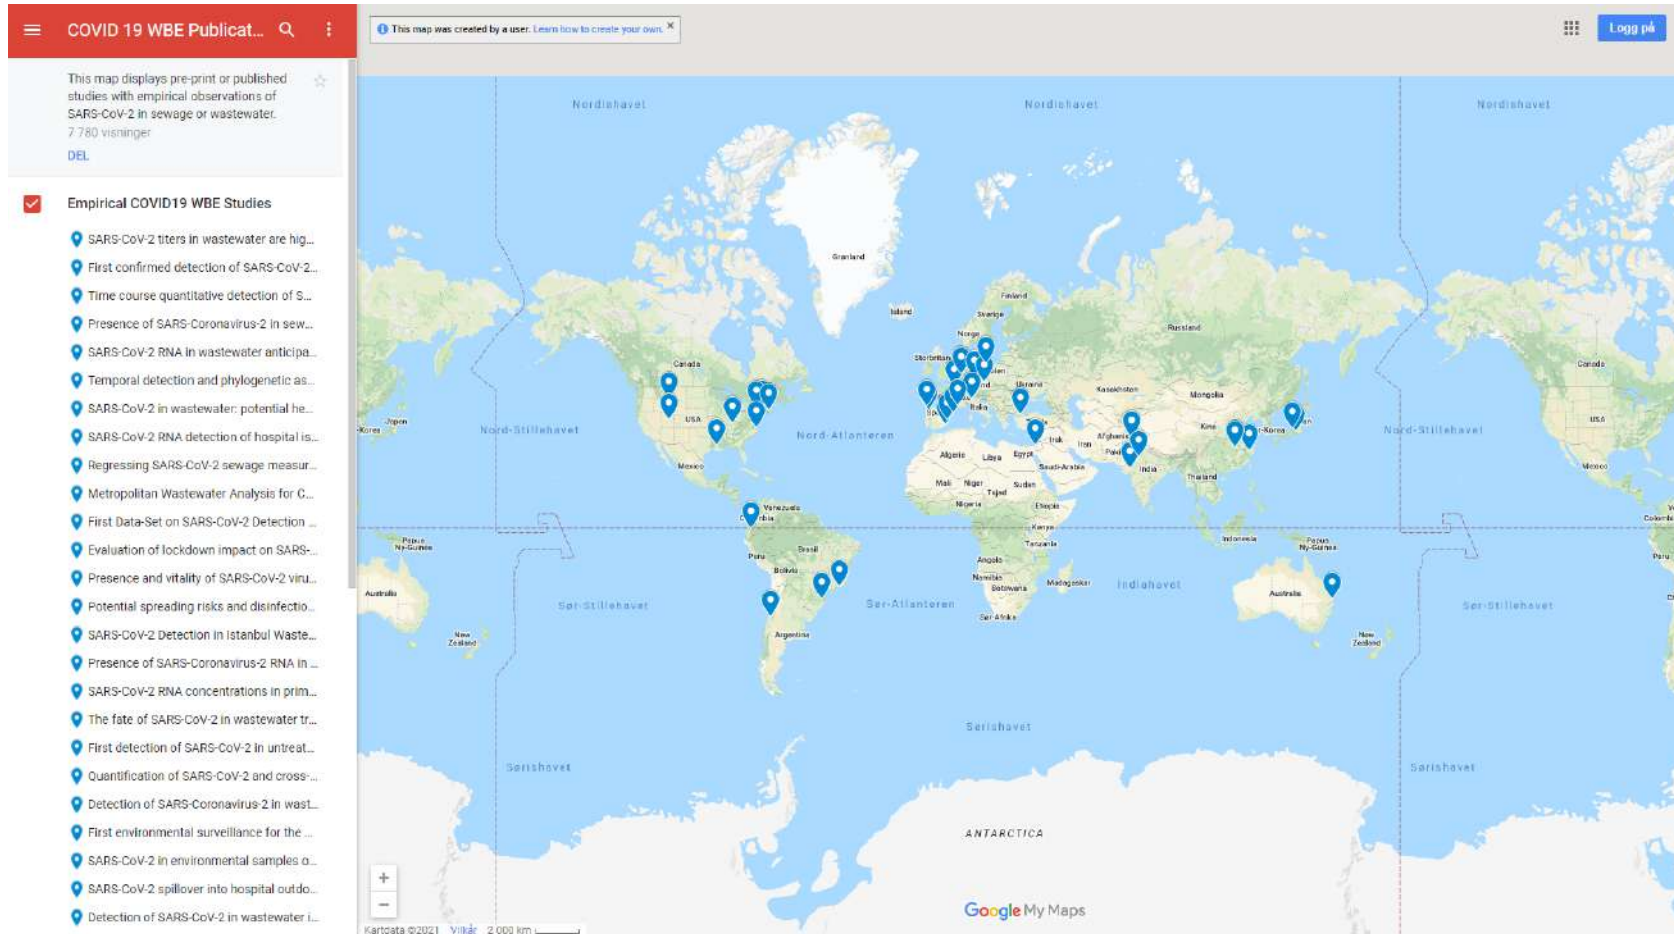 COVID 19 WBE Publicat...
This map was created by a user. Learn how to create your own.
Logg på
This map displays pre-print or published
studies with empirical observations of
SARS-CoV-2 in sewage or wastewater.
7 780 visninger
DEL
Empirical COVID19 WBE Studies
SARS-CoV-2 titers in wastewater are hig...
First confirmed detection of SARS-CoV-2...
Time course quantitative detection of S...
Presence of SARS-Coronavirus-2 in sew...
SARS-CoV-2 RNA in wastewater anticipa...
Temporal detection and phylogenetic as...
SARS-CoV-2 in wastewater: potential he...
SARS-CoV-2 RNA detection of hospital is...
Regressing SARS-CoV-2 sewage measur...
Metropolitan Wastewater Analysis for C...
First Data-Set on SARS-CoV-2 Detection ...
Evaluation of lockdown impact on SARS-...
Presence and vitality of SARS-CoV-2 viru...
Potential spreading risks and disinfectio...
SARS-CoV-2 Detection in Istanbul Waste...
Presence of SARS-Coronavirus-2 RNA in ...
SARS-CoV-2 RNA concentrations in prim...
The fate of SARS-CoV-2 in wastewater tr...
First detection of SARS-CoV-2 in untreat...
Quantification of SARS-CoV-2 and cross-...
Detection of SARS-Coronavirus-2 in wast...
First environmental surveillance for the ...
SARS-CoV-2 in environmental samples o...
SARS-CoV-2 spillover into hospital outdo...
Detection of SARS-CoV-2 in wastewater i...
Nordishavet
Nordishavet
Nordishavet
Grønland
Island
Finland
Sverige
Norge
Russland
Canada
Canada
Ukraina
Kasakhstan
Mongolia
USA
USA
Italia
Japan
Nord-Stillehavet
Nord-Atlanteren
Kina
Nord-Stillehavet
Irak
Iran
Algerie
Libya
Egypt
Saudi-Arabia
India
Mexico
Mexico
Mali
Niger
Tsjad
Sudan
Thailand
Nigeria
Etiopia
Venezuela
Kenya
Papua
Ny-Guinea
Peru
Brasil
Tanzania
Indonesia
Papua
Ny-Guinea
Peru
Bolivia
Angola
Namibia
Botswana
Madagaskar
Indiahavet
Australia
Australia
Sør-Stillehavet
Sør-Atlanteren
Sør-Afrika
Sør-Stillehavet
New
Zealand
Argentina
New
Zealand
Sørishavet
Sørishavet
Sørishavet
ANTARCTICA
Google My Maps
Kartdata ©2021 Vilkår 2 000 km